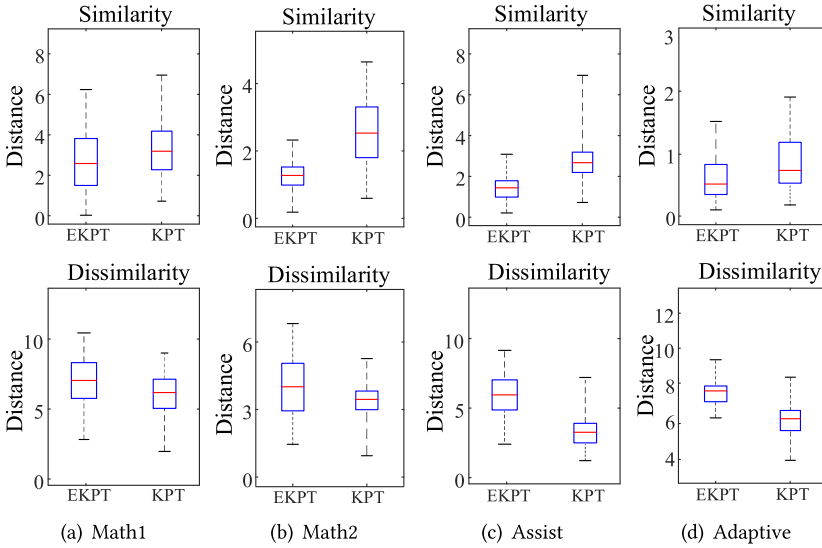 Similarity
Distance
8
6
4
2
0
EKPT KPT
Similarity
Distance
4
2
0
EKPT KPT
Similarity
Distance
8
6
4
2
0
EKPT KPT
Similarity
Distance
3
2
1
0
EKPT KPT
Dissimilarity
Distance
10
5
0
EKPT KPT
Dissimilarity
Distance
6
3
0
EKPT KPT
Dissimilarity
Distance
10
5
0
EKPT KPT
Dissimilarity
Distance
12
10
8
6
4
EKPT KPT
(a) Math1
(b) Math2
(c) Assist
(d) Adaptive